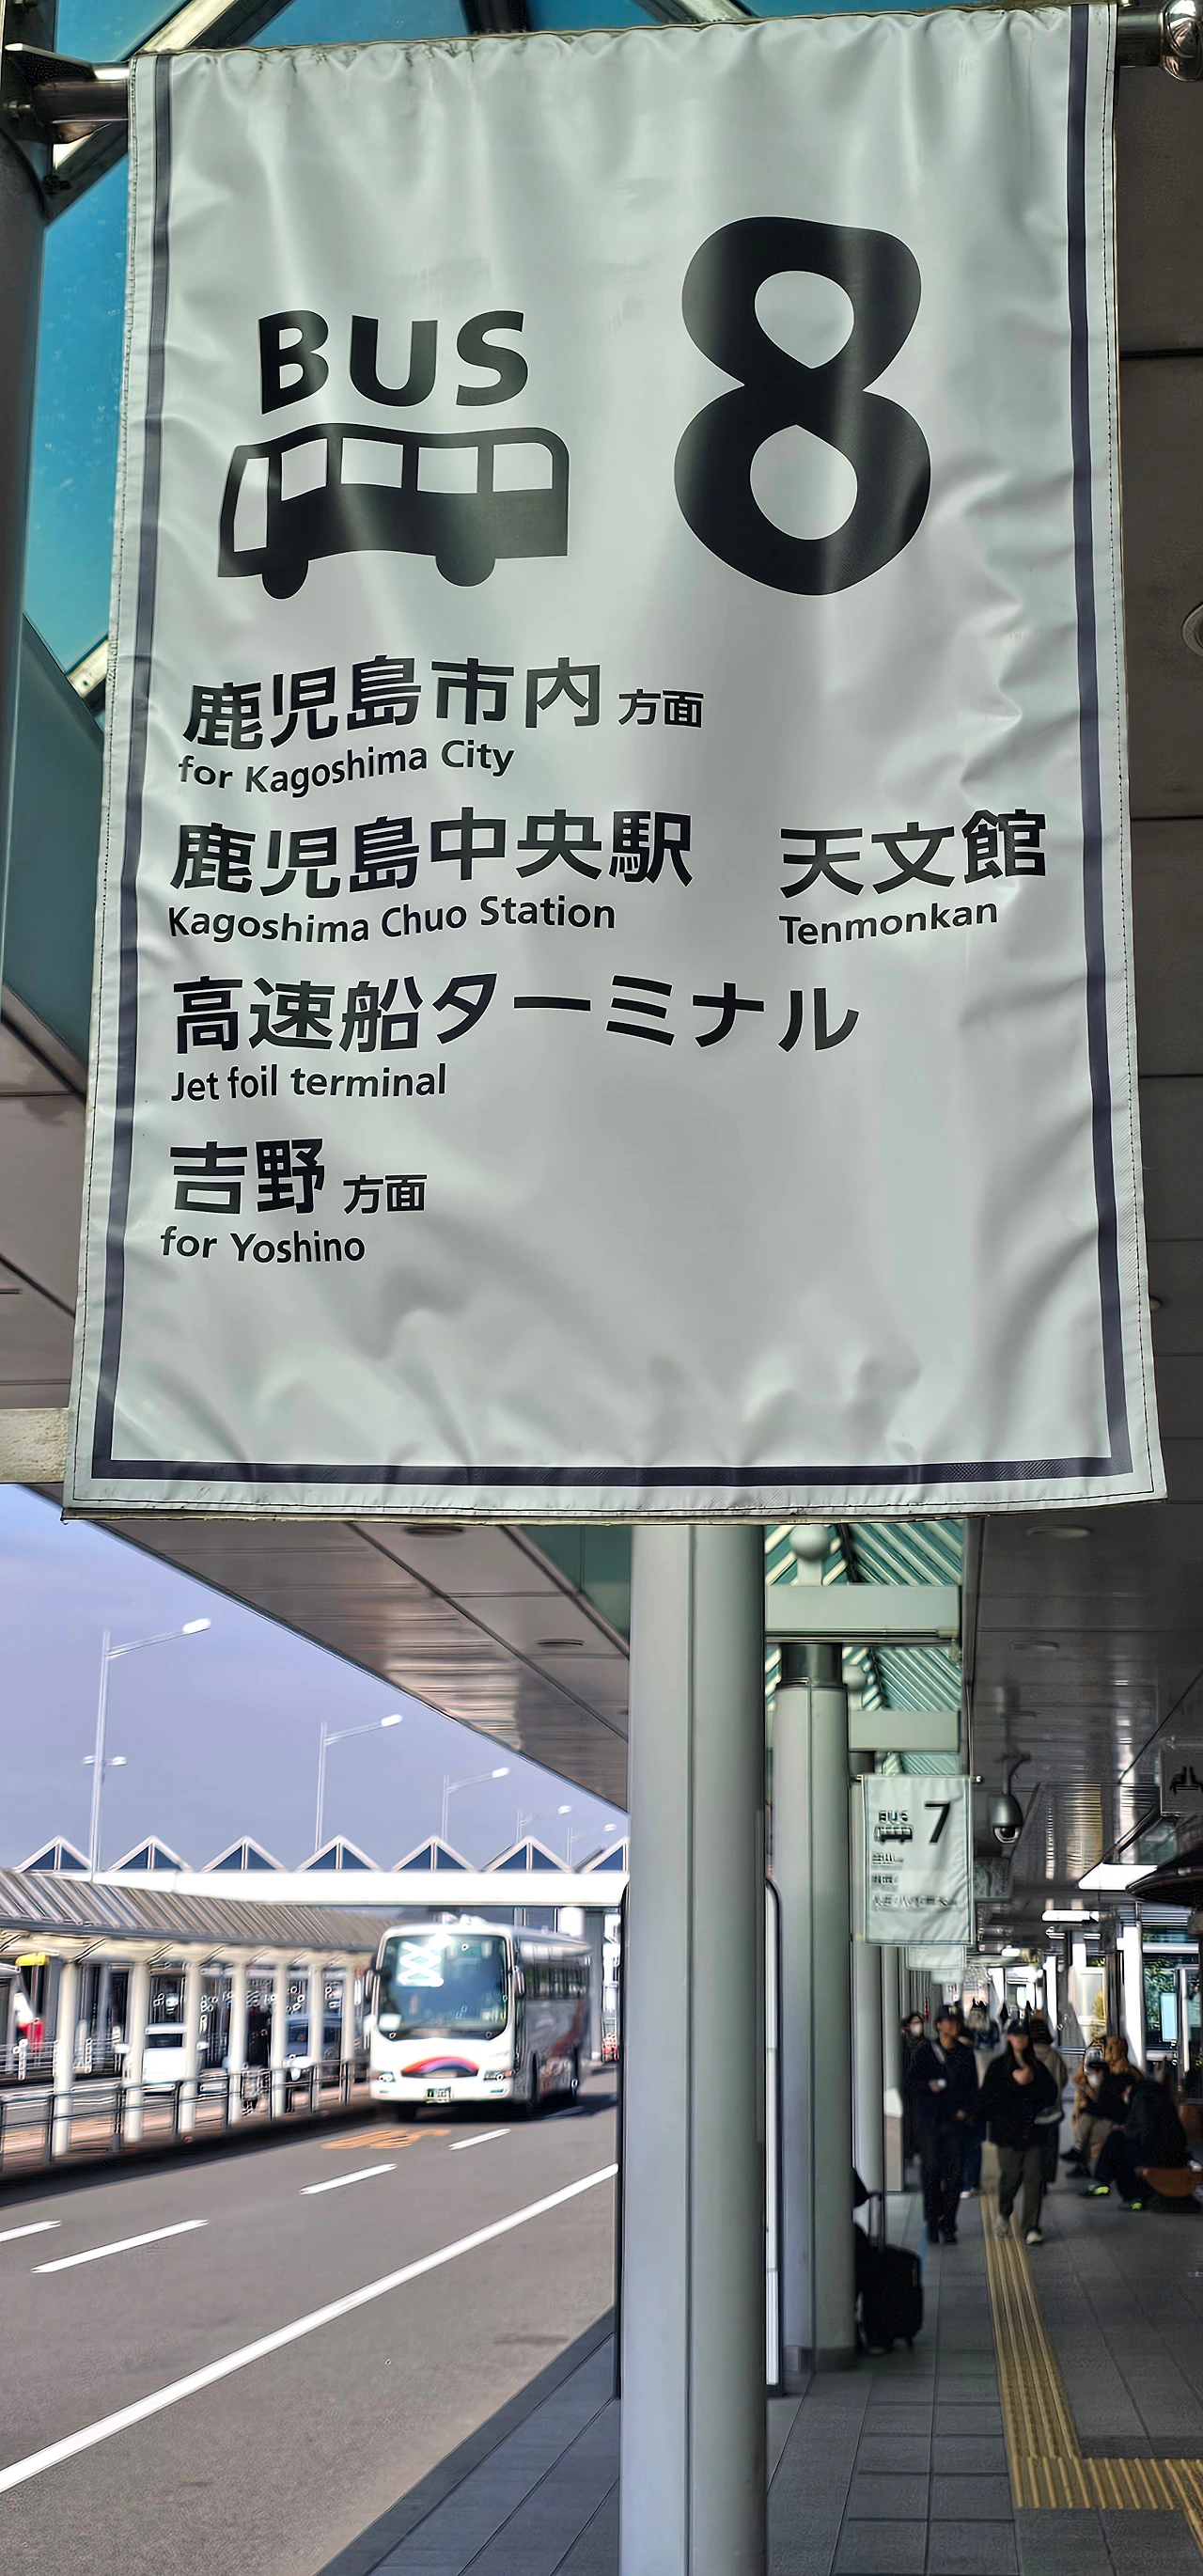 BUS 8
鹿児島市内 方面
for Kagoshima City
鹿児島中央駅 天文館
Kagoshima Chuo Station Tenmonkan
高速船ターミナル
Jet foil terminal
吉野 方面
for Yoshino
BUS 7